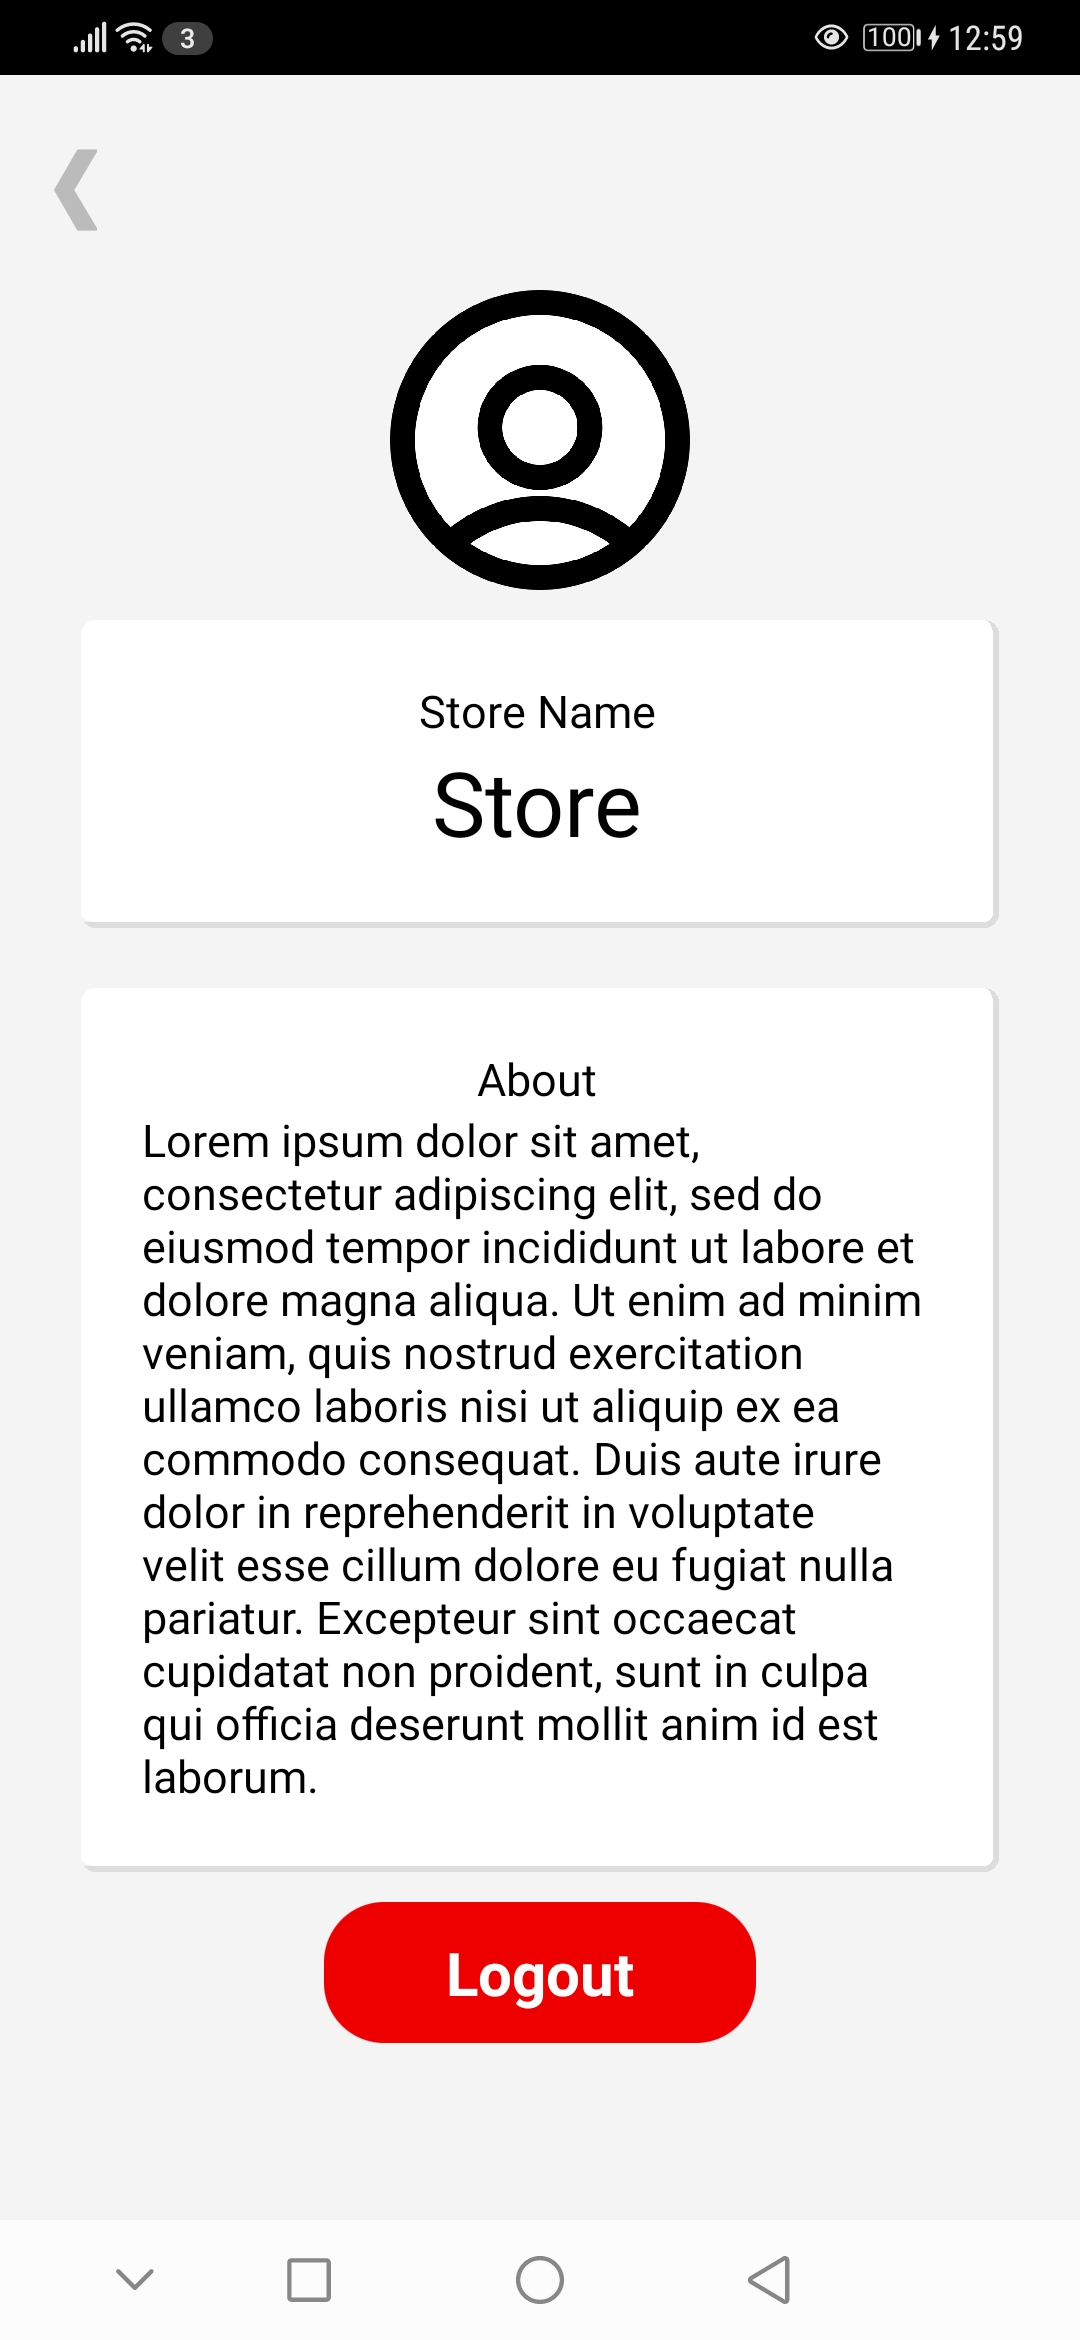 3 100 12:59
Store Name
Store
About
Lorem ipsum dolor sit amet,
consectetur adipiscing elit, sed do
eiusmod tempor incididunt ut labore et
dolore magna aliqua. Ut enim ad minim
veniam, quis nostrud exercitation
ullamco laboris nisi ut aliquip ex ea
commodo consequat. Duis aute irure
dolor in reprehenderit in voluptate
velit esse cillum dolore eu fugiat nulla
pariatur. Excepteur sint occaecat
cupidatat non proident, sunt in culpa
qui officia deserunt mollit anim id est
laborum.
Logout